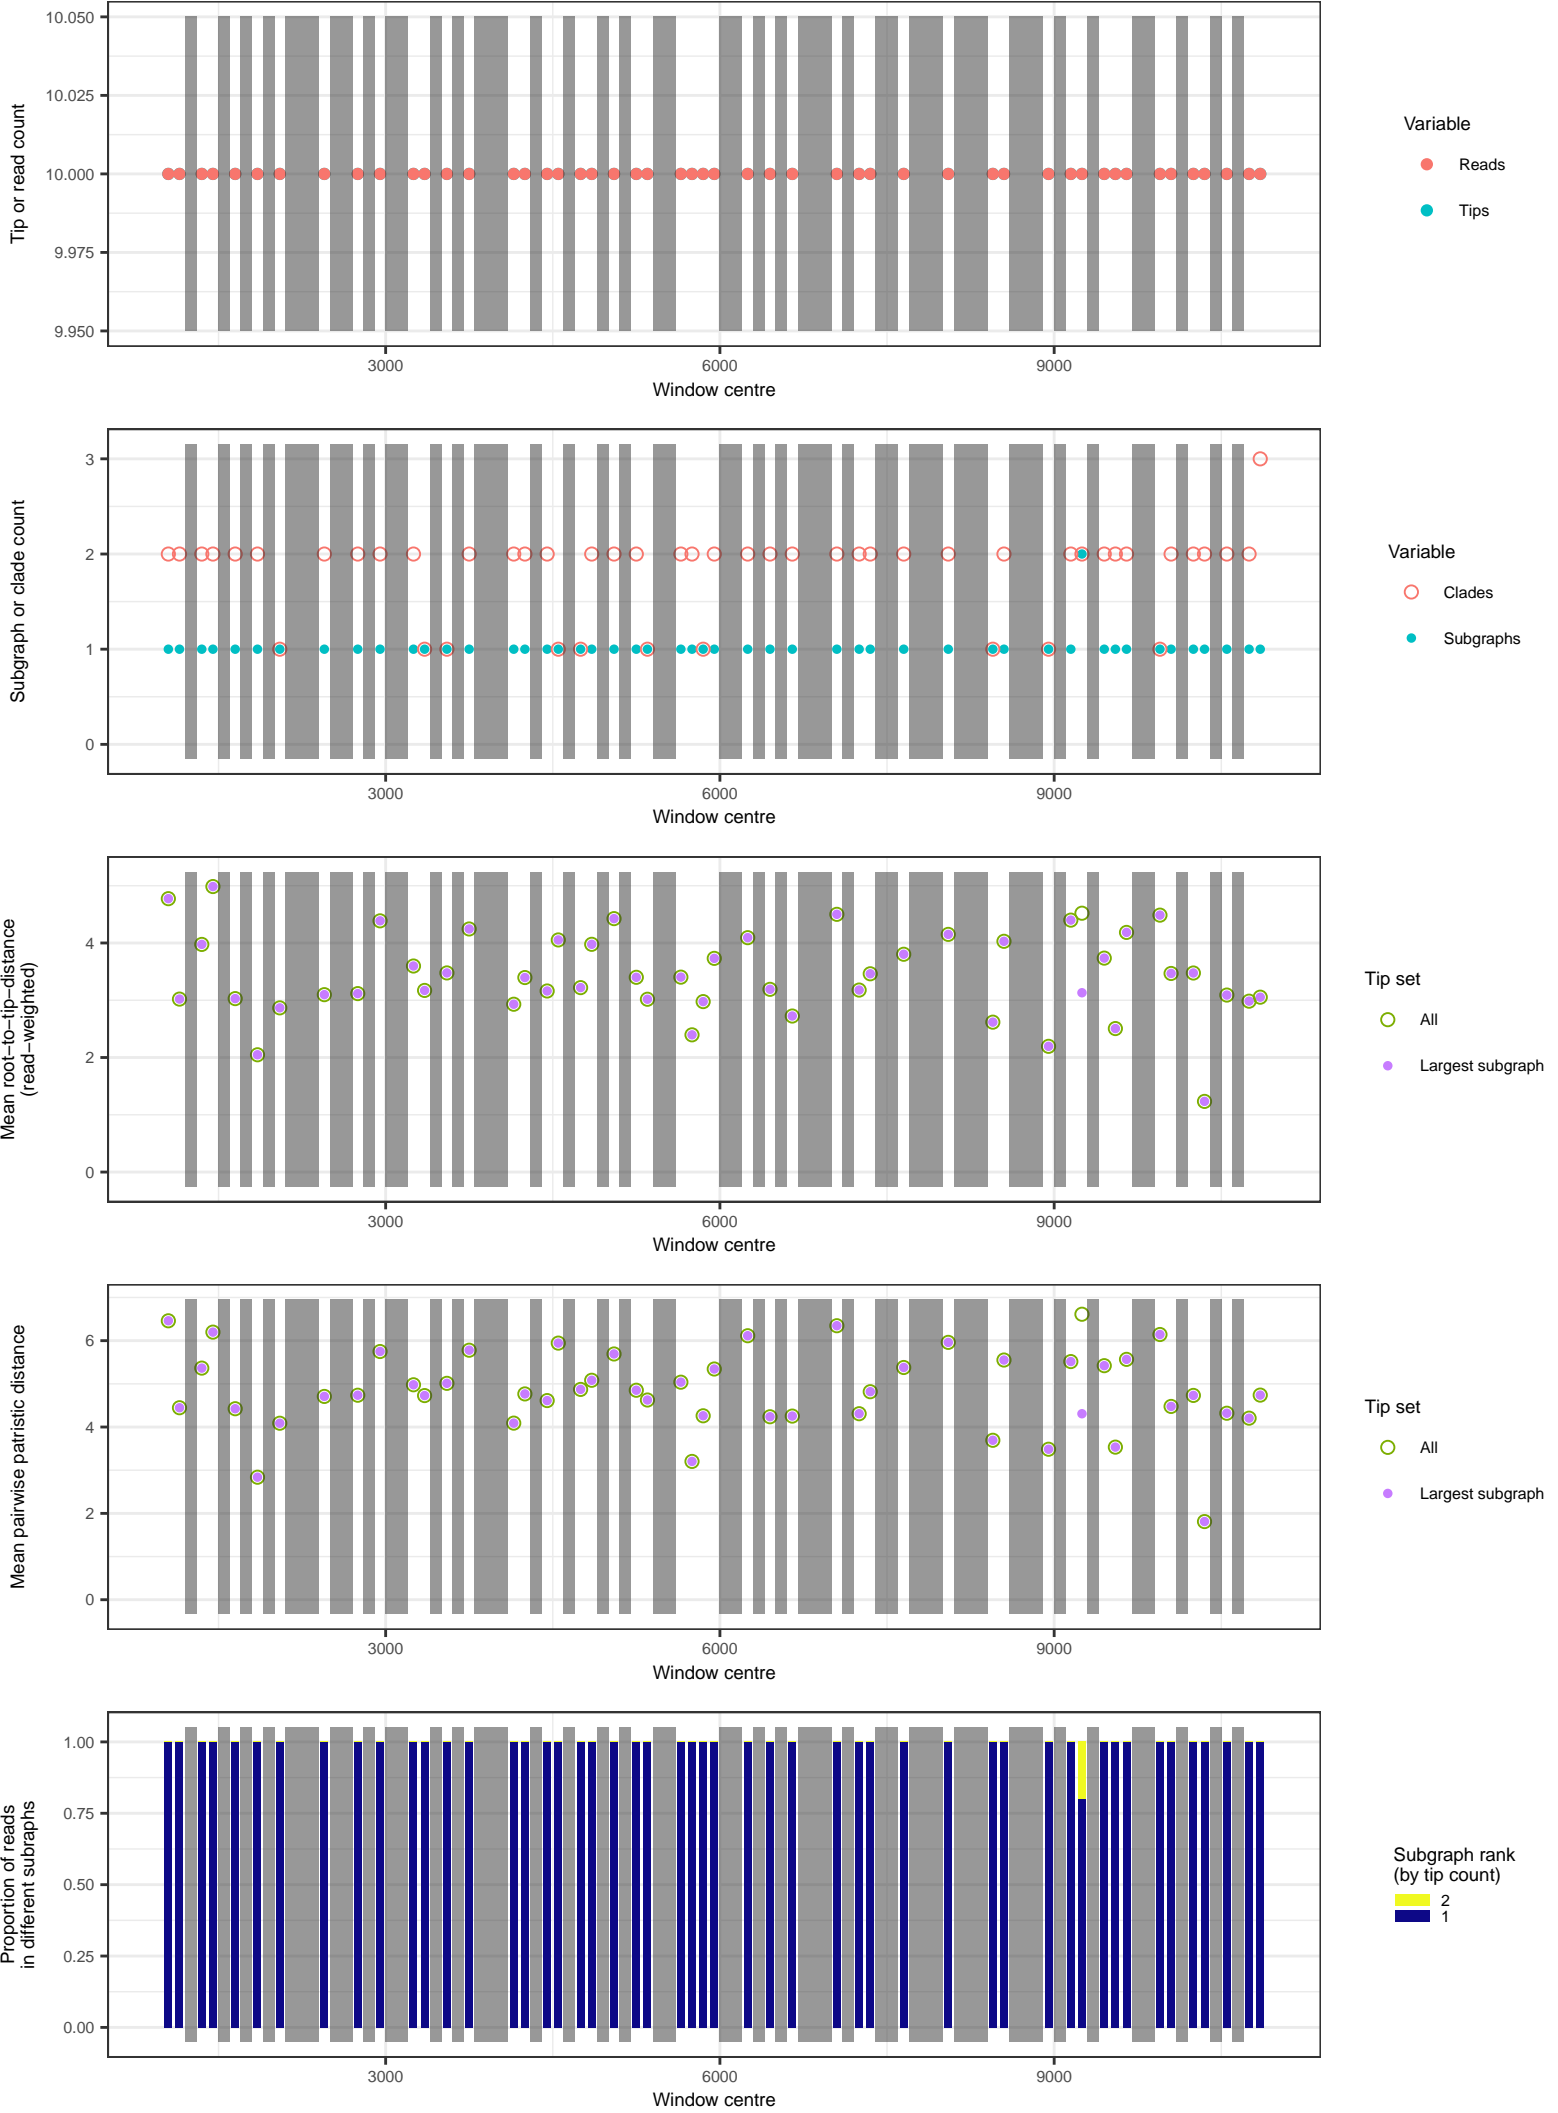 10.050
10.025
10.000
9.975
9.950
Tip or read count
3000
6000
9000
Window centre
Variable
Reads
Tips
3
2
1
0
Subgraph or clade count
3000
6000
9000
Window centre
Variable
Clades
Subgraphs
4
2
0
Mean root−to−tip−distance
(read−weighted)
3000
6000
9000
Window centre
Tip set
All
Largest subgraph
6
4
2
0
Mean pairwise patristic distance
3000
6000
9000
Window centre
Tip set
All
Largest subgraph
1.00
0.75
0.50
0.25
0.00
Proportion of reads
in different subraphs
3000
6000
9000
Window centre
Subgraph rank
(by tip count)
2
1